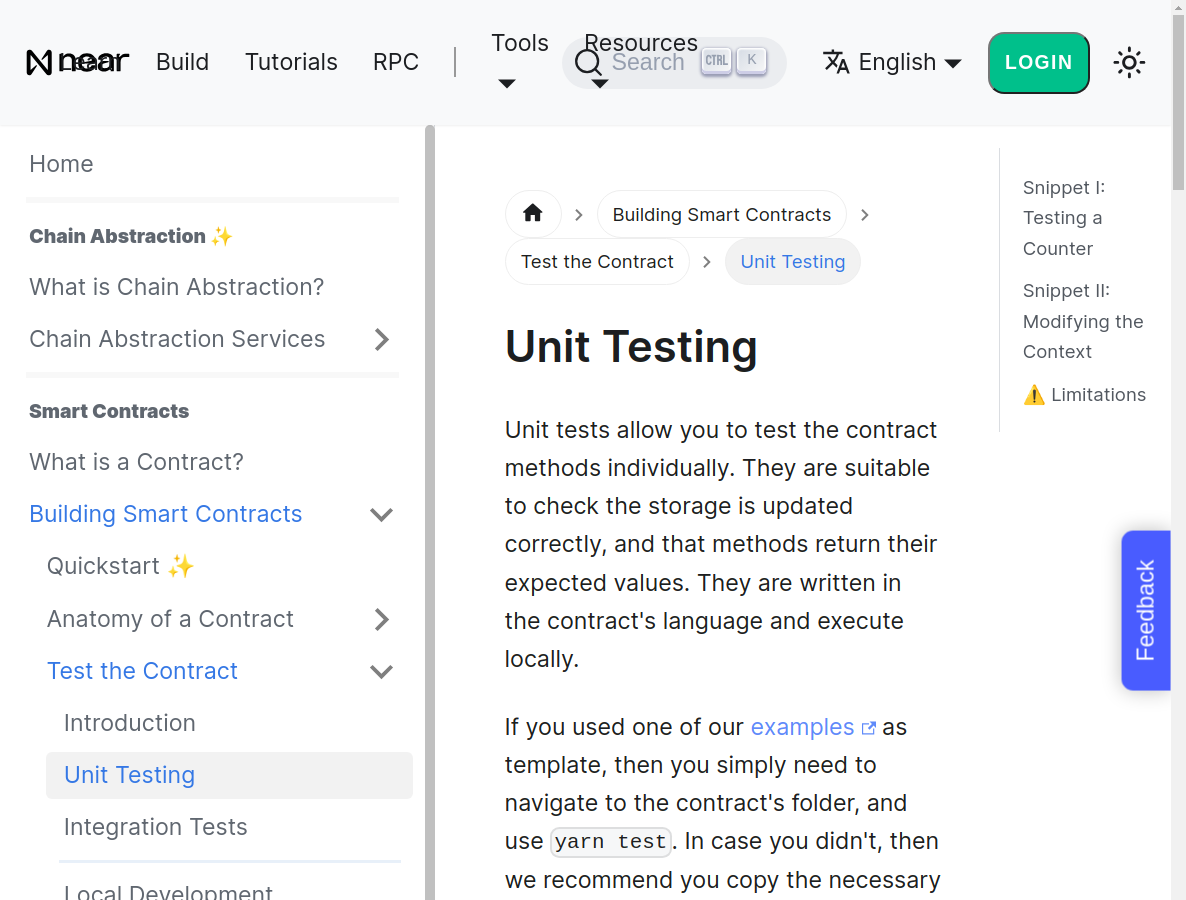 near
Learn
Build
Tutorials
RPC
Tools
Resources
Search
CTRL
K
English
LOGIN
Home
Chain Abstraction ✨
What is Chain Abstraction?
Chain Abstraction Services
Smart Contracts
What is a Contract?
Building Smart Contracts
Quickstart ✨
Anatomy of a Contract
Test the Contract
Introduction
Unit Testing
Integration Tests
Local Development
Building Smart Contracts
Test the Contract
Unit Testing
Unit Testing
Unit tests allow you to test the contract
methods individually. They are suitable
to check the storage is updated
correctly, and that methods return their
expected values. They are written in
the contract's language and execute
locally.
If you used one of our examples as
template, then you simply need to
navigate to the contract's folder, and
use yarn test. In case you didn't, then
we recommend you copy the necessary
Snippet I:
Testing a
Counter
Snippet II:
Modifying the
Context
⚠️ Limitations
Feedback